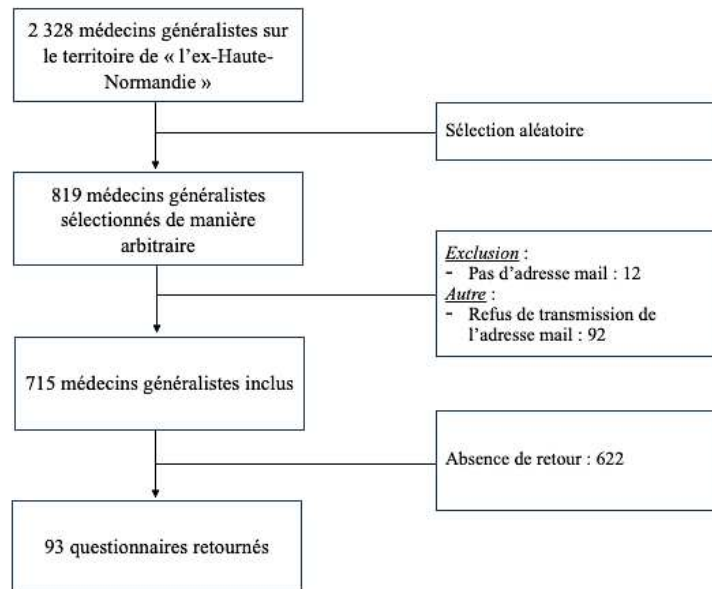 2 328 médecins généralistes sur
le territoire de « l’ex-Haute-
Normandie »
Sélection aléatoire
819 médecins généralistes
sélectionnés de manière
arbitraire
Exclusion :
- Pas d’adresse mail : 12
Autre :
- Refus de transmission de
l’adresse mail : 92
715 médecins généralistes inclus
Absence de retour : 622
93 questionnaires retournés